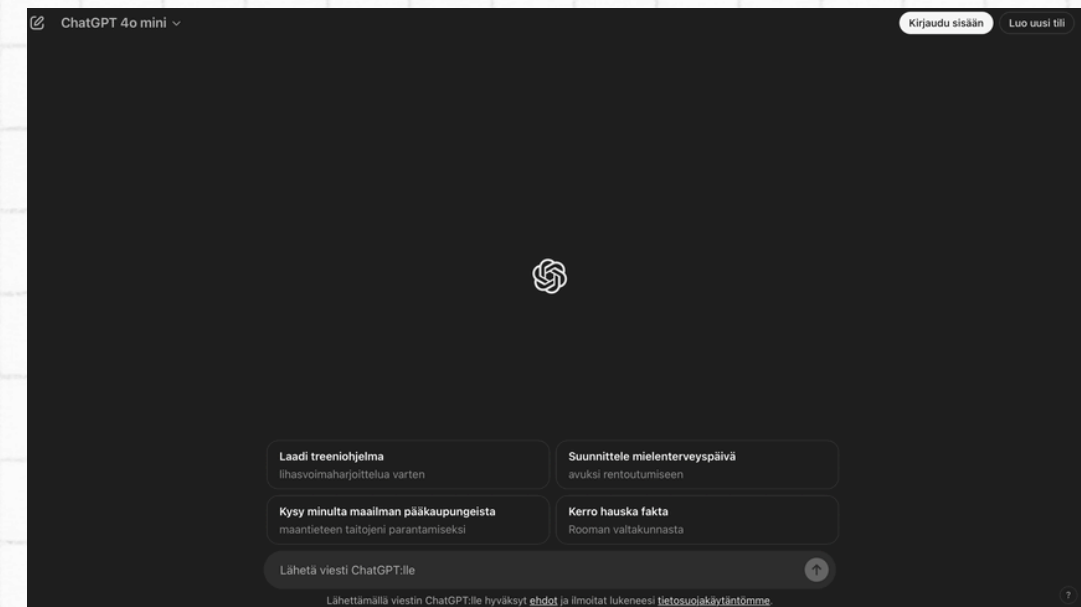 ChatGPT 4o mini
Kirjaudu sisään
Luo uusi tili
Laadi treeniohjelma
lihasvoimaharjoittelua varten
Suunnittele mielenterveyspäivä
avuksi rentoutumiseen
Kysy minulta maailman pääkaupungeista
maantieteen taitojeni parantamiseksi
Kerro hauska fakta
Rooman valtakunnasta
Lähetä viesti ChatGPT:lle
Lähettämällä viestin ChatGPT:lle hyväksyt ehdot ja ilmoitat lukeneesi tietosuojakäytäntömme.
?